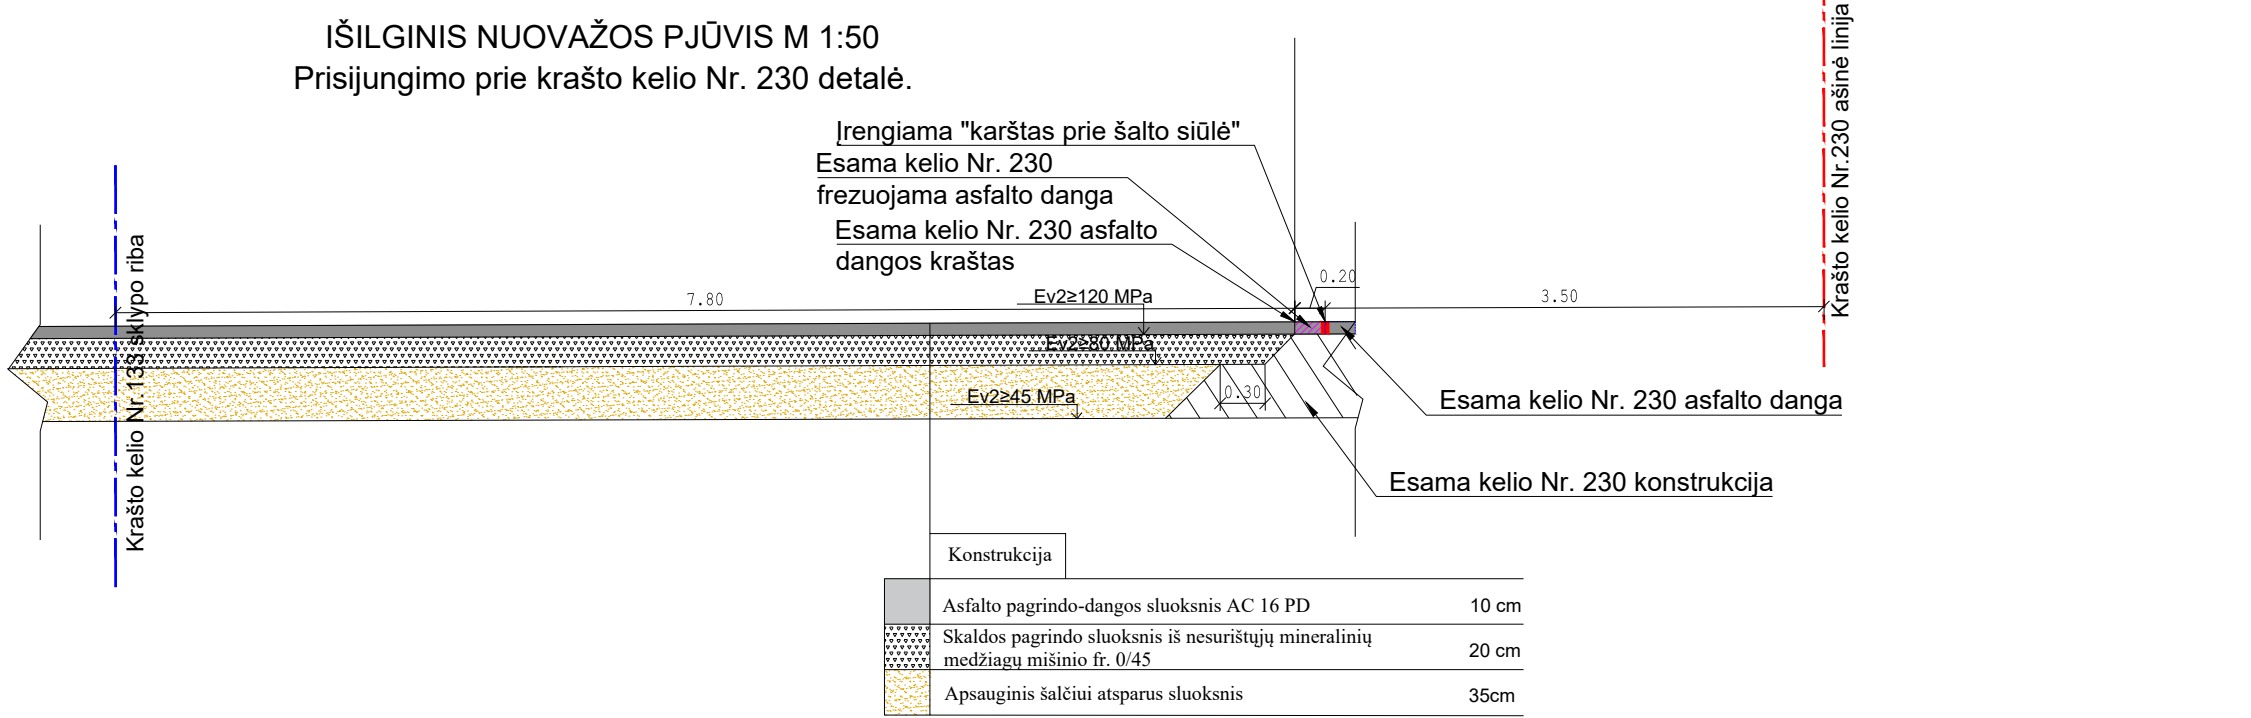 IŠILGINIS NUOVAŽOS PJŪVIS M 1:50
Prisijungimo prie krašto kelio Nr. 230 detalė.
Įrengiama "karštas prie šalto siūlė"
Esama kelio Nr. 230
frezuojama asfalto danga
Esama kelio Nr. 230 asfalto
dangos kraštas
Krašto kelio Nr.230 ašinė linija
Krašto kelio Nr. 133 sklypo riba
0.20
7.80
Ev2≥120 MPa
3.50
Ev2≥80 MPa
Ev2≥45 MPa
0.30
Esama kelio Nr. 230 asfalto danga
Esama kelio Nr. 230 konstrukcija
Konstrukcija
Asfalto pagrindo-dangos sluoksnis AC 16 PD 10 cm
Skaldos pagrindo sluoksnis iš nesurištųjų mineralinių
medžiagų mišinio fr. 0/45 20 cm
Apsauginis šalčiui atsparus sluoksnis 35cm